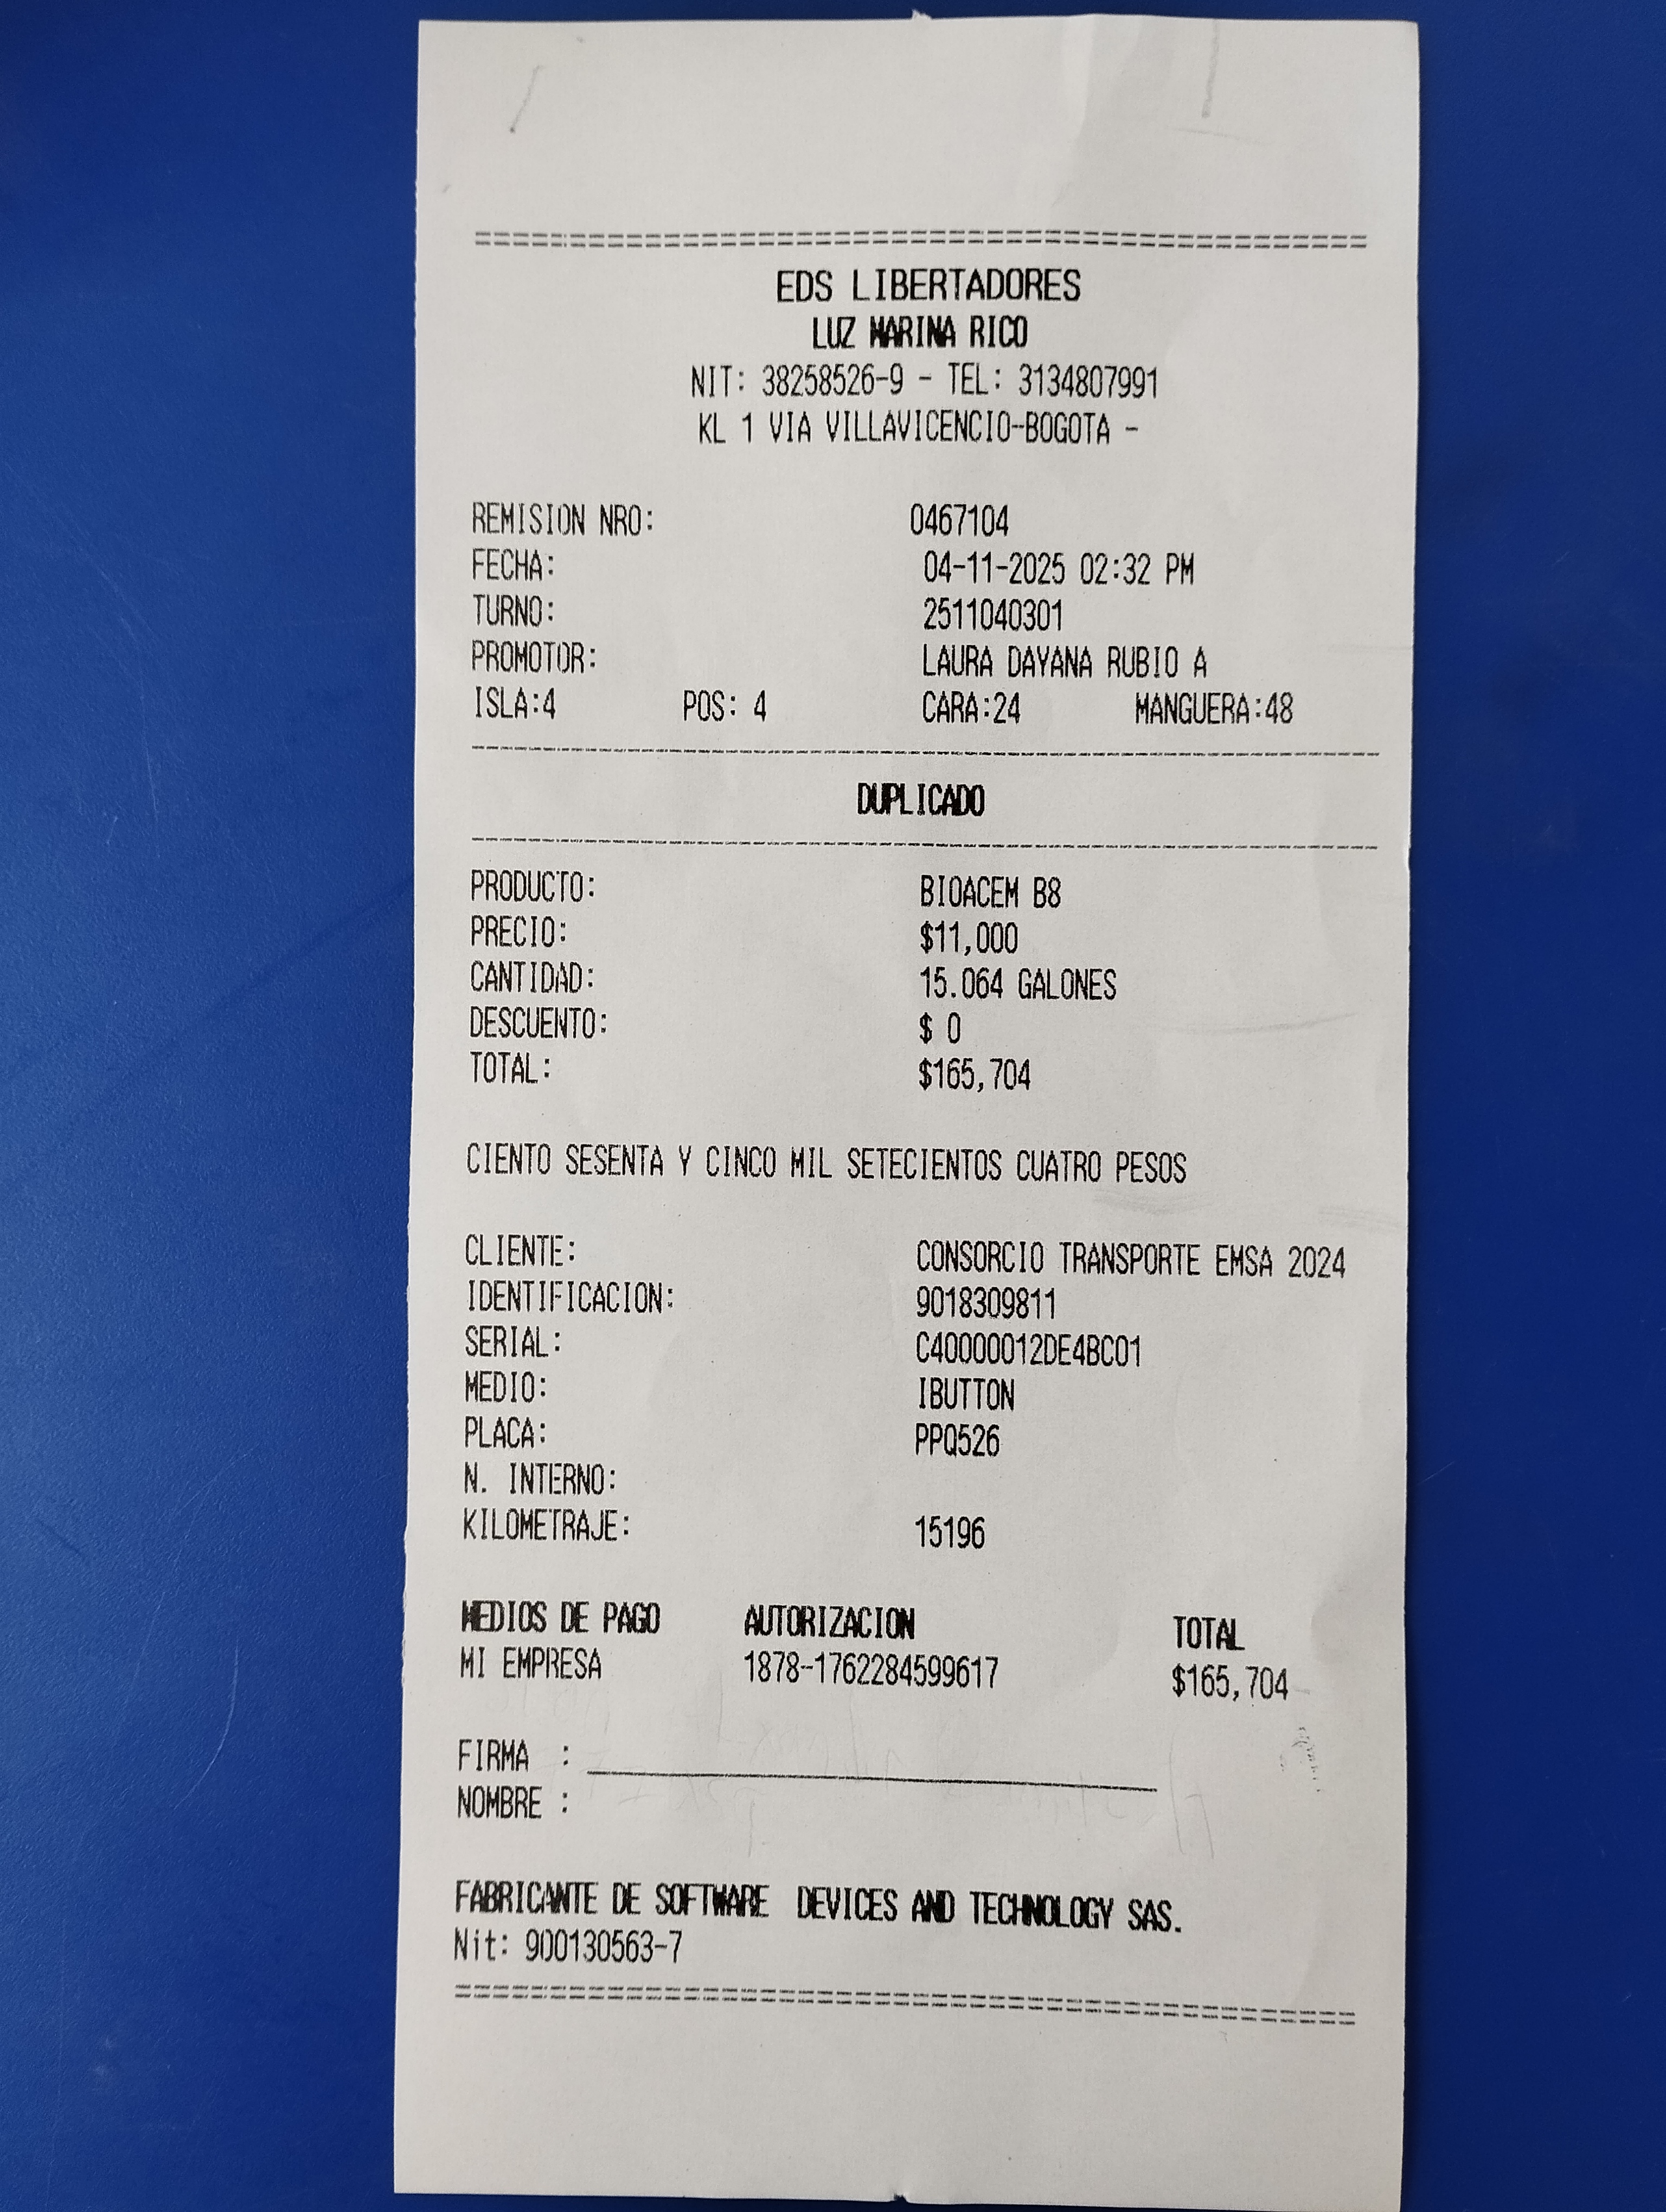 EDS LIBERTADORES
LUZ MARINA RICO
NIT: 38258526-9 - TEL: 3134807991
KL 1 VIA VILLAVICENCIO-BOGOTA -
REMISION NRO: 0467104
FECHA: 04-11-2025 02:32 PM
TURNO: 2511040301
PROMOTOR: LAURA DAYANA RUBIO A
ISLA:4 POS: 4 CARA:24 MANGUERA:48
DUPLICADO
PRODUCTO: BIOACEM B8
PRECIO: $11,000
CANTIDAD: 15.064 GALONES
DESCUENTO: $ 0
TOTAL: $165,704
CIENTO SESENTA Y CINCO MIL SETECIENTOS CUATRO PESOS
CLIENTE: CONSORCIO TRANSPORTE EMSA 2024
IDENTIFICACION: 9018309811
SERIAL: C40000012DE4BC01
MEDIO: IBUTTON
PLACA: PPQ526
N. INTERNO:
KILOMETRAJE: 15196
MEDIOS DE PAGO AUTORIZACION TOTAL
MI EMPRESA 1878-1762284599617 $165,704
FIRMA :
NOMBRE :
FABRICANTE DE SOFTWARE DEVICES AND TECHNOLOGY SAS.
Nit: 900130563-7